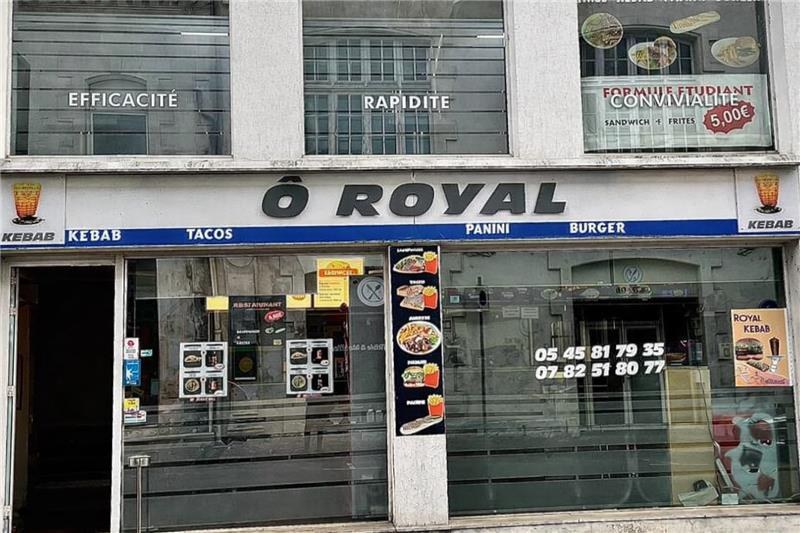 EFFICACITÉ
RAPIDITE
FORMULE ETUDIANT
CONVIVIALITE
SANDWICH + FRITES
5,00€
Ô ROYAL
KEBAB
KEBAB TACOS PANINI BURGER
KEBAB
RESTAURANT
05 45 81 79 35
07 82 51 80 77
ROYAL
KEBAB